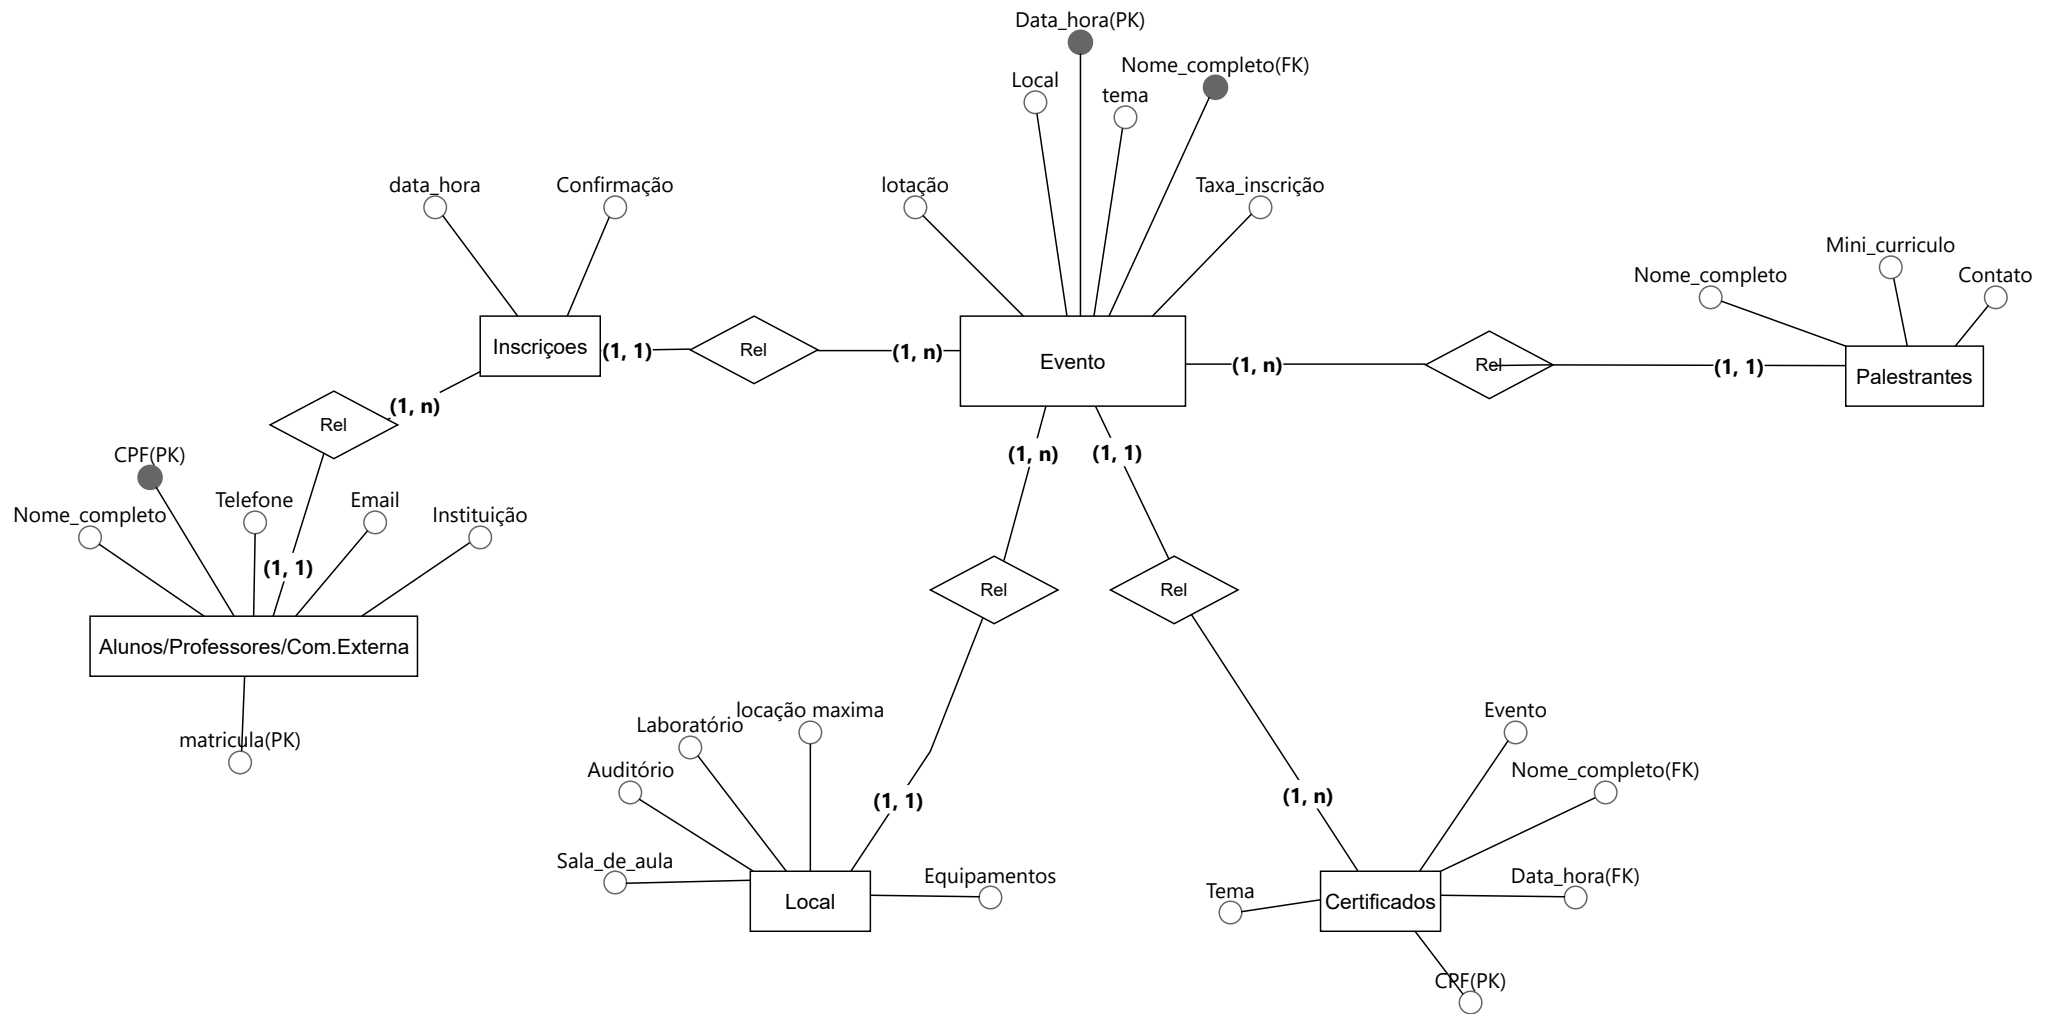 Data_hora(PK)
Nome_completo(FK)
Local
tema
data_hora
Confirmação
lotação
Taxa_inscrição
Mini_curriculo
Nome_completo
Contato
Inscriçoes
(1, 1)
Rel
(1, n)
Evento
(1, n)
Rel
(1, 1)
Palestrantes
(1, n)
Rel
CPF(PK)
(1, n)
(1, 1)
Nome_completo
Telefone
Email
Instituição
(1, 1)
Rel
Rel
Alunos/Professores/Com.Externa
matricula(PK)
locação maxima
Laboratório
Auditório
Sala_de_aula
(1, 1)
Equipamentos
Local
Evento
Nome_completo(FK)
(1, n)
Data_hora(FK)
Tema
Certificados
CPF(PK)